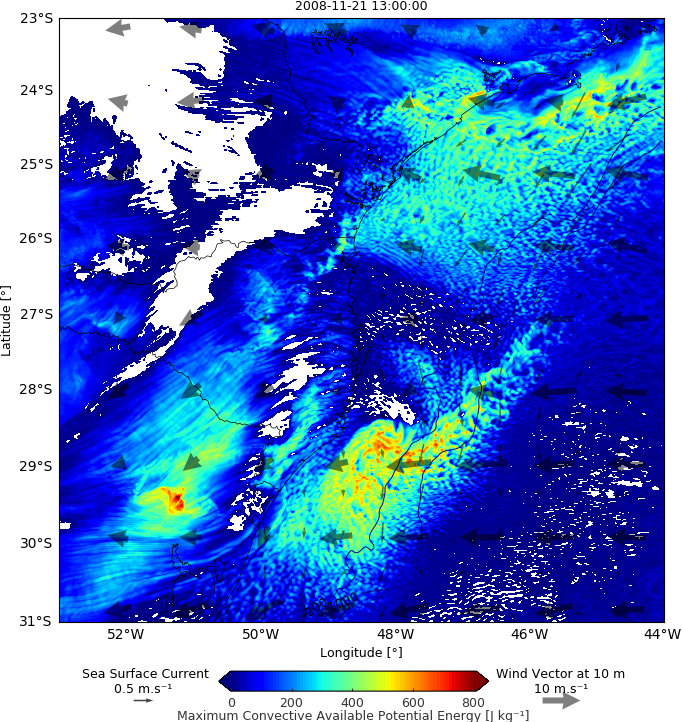 2008-11-21 13:00:00
23°S
24°S
25°S
26°S
27°S
28°S
29°S
30°S
31°S
Latitude [°]
52°W 50°W 48°W 46°W 44°W
Longitude [°]
Sea Surface Current
0.5 m.s⁻¹
Wind Vector at 10 m
10 m.s⁻¹
0 200 400 600 800
Maximum Convective Available Potential Energy [J kg⁻¹]